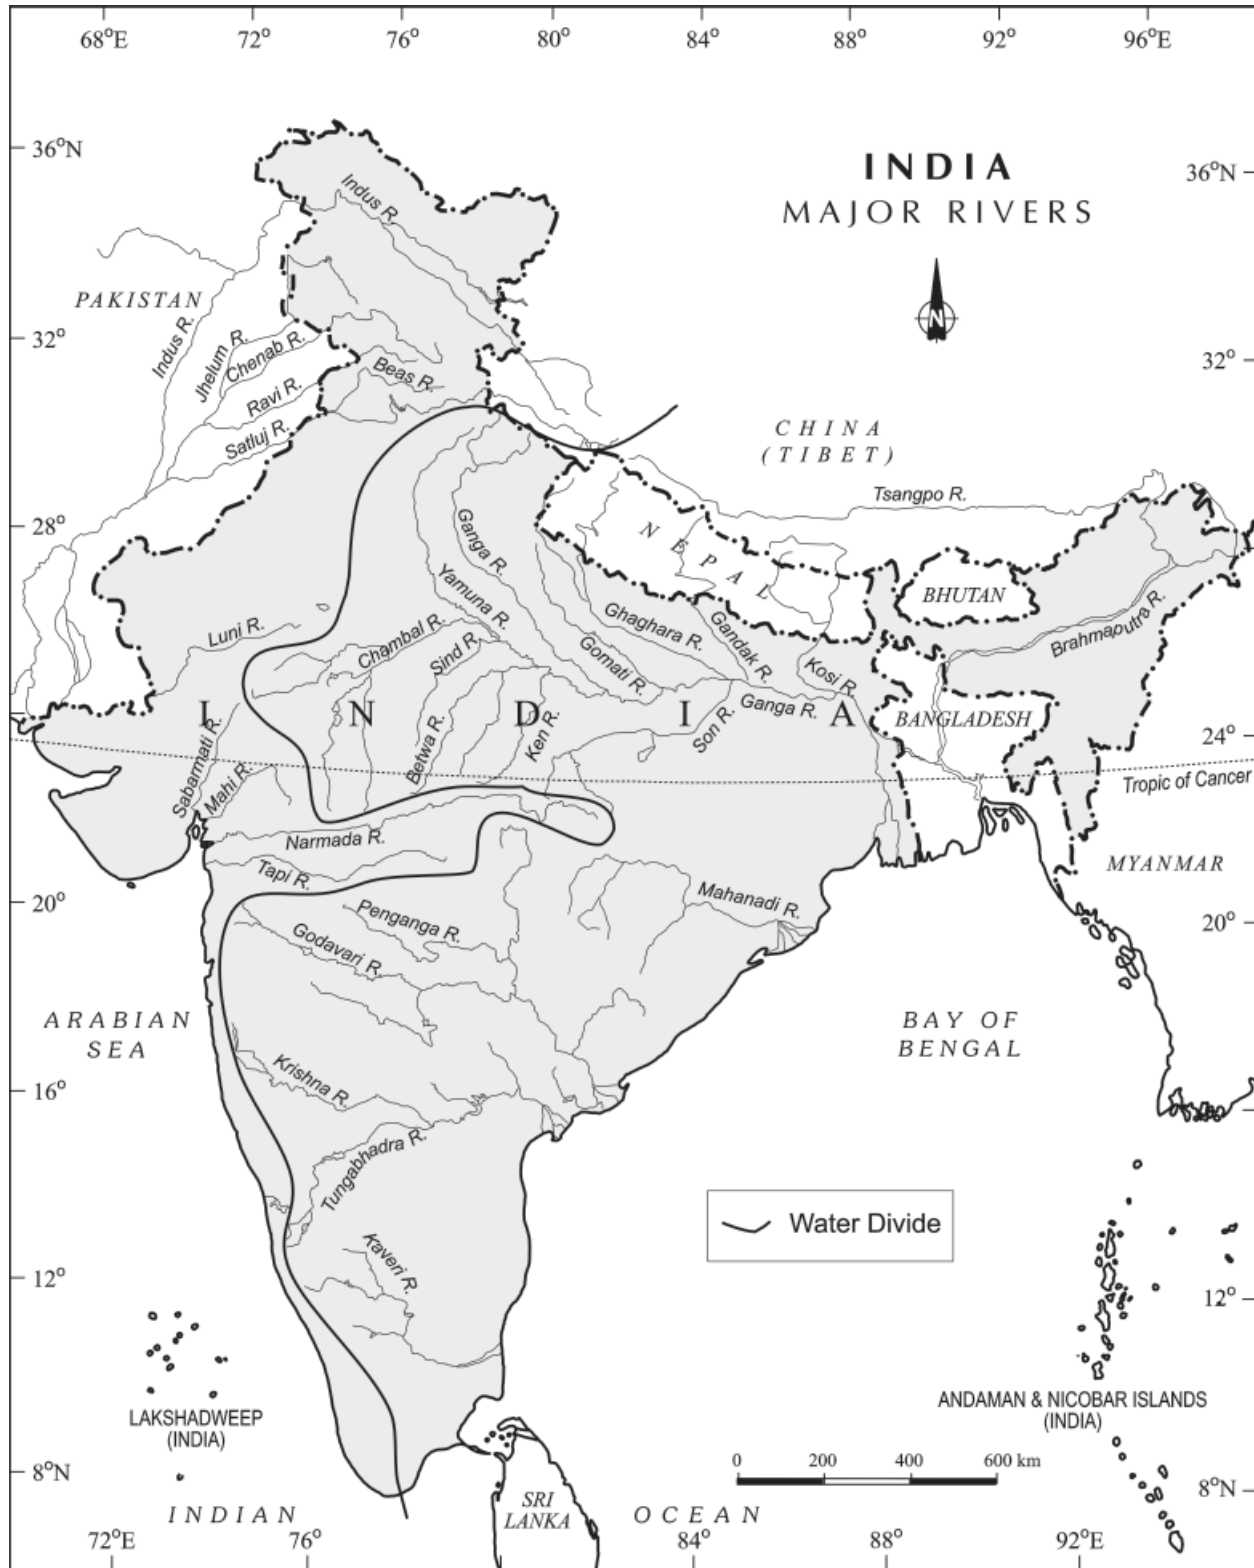 68°E 72° 76° 80° 84° 88° 92° 96°E
36°N
36°N
INDIA
MAJOR RIVERS
Indus R.
N
PAKISTAN
Indus R.
32°
32°
Jhelum R.
Chenab R.
Beas R.
Ravi R.
Satluj R.
CHINA
(TIBET)
Tsangpo R.
28°
28°
Ganga R.
NEPAL
BHUTAN
Yamuna R.
Ghaghara R.
Gandak R.
Brahmaputra R.
Luni R.
Chambal R.
Sind R.
Gomati R.
Kosi R.
I N D I A
Ganga R.
BANGLADESH
Sabarmati R.
Mahi R.
Betwa R.
Ken R.
Son R.
24°
Tropic of Cancer
Narmada R.
Tapi R.
MYANMAR
20°
20°
Mahanadi R.
Penganga R.
Godavari R.
ARABIAN
SEA
BAY OF
BENGAL
Krishna R.
16°
Tungabhadra R.
Water Divide
Kaveri R.
12°
12°
LAKSHADWEEP
(INDIA)
ANDAMAN & NICOBAR ISLANDS
(INDIA)
0 200 400 600 km
8°N
8°N
SRI
LANKA
INDIAN OCEAN
72°E 76° 84° 88° 92°E